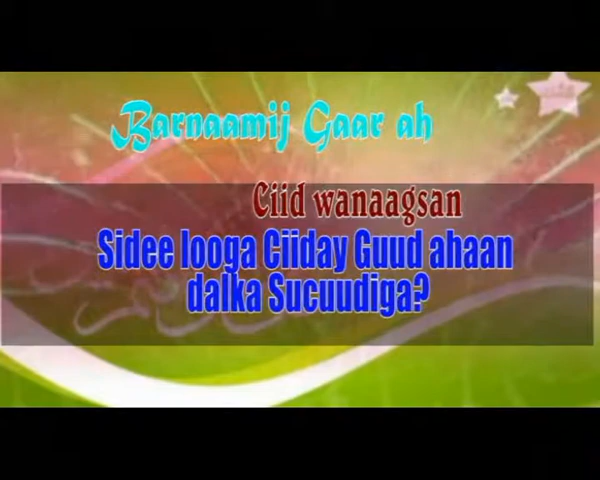 Barnaamij Gaar ah
Ciid wanaagsan
Sidee looga Ciiday Guud ahaan
dalka Sucuudiga?